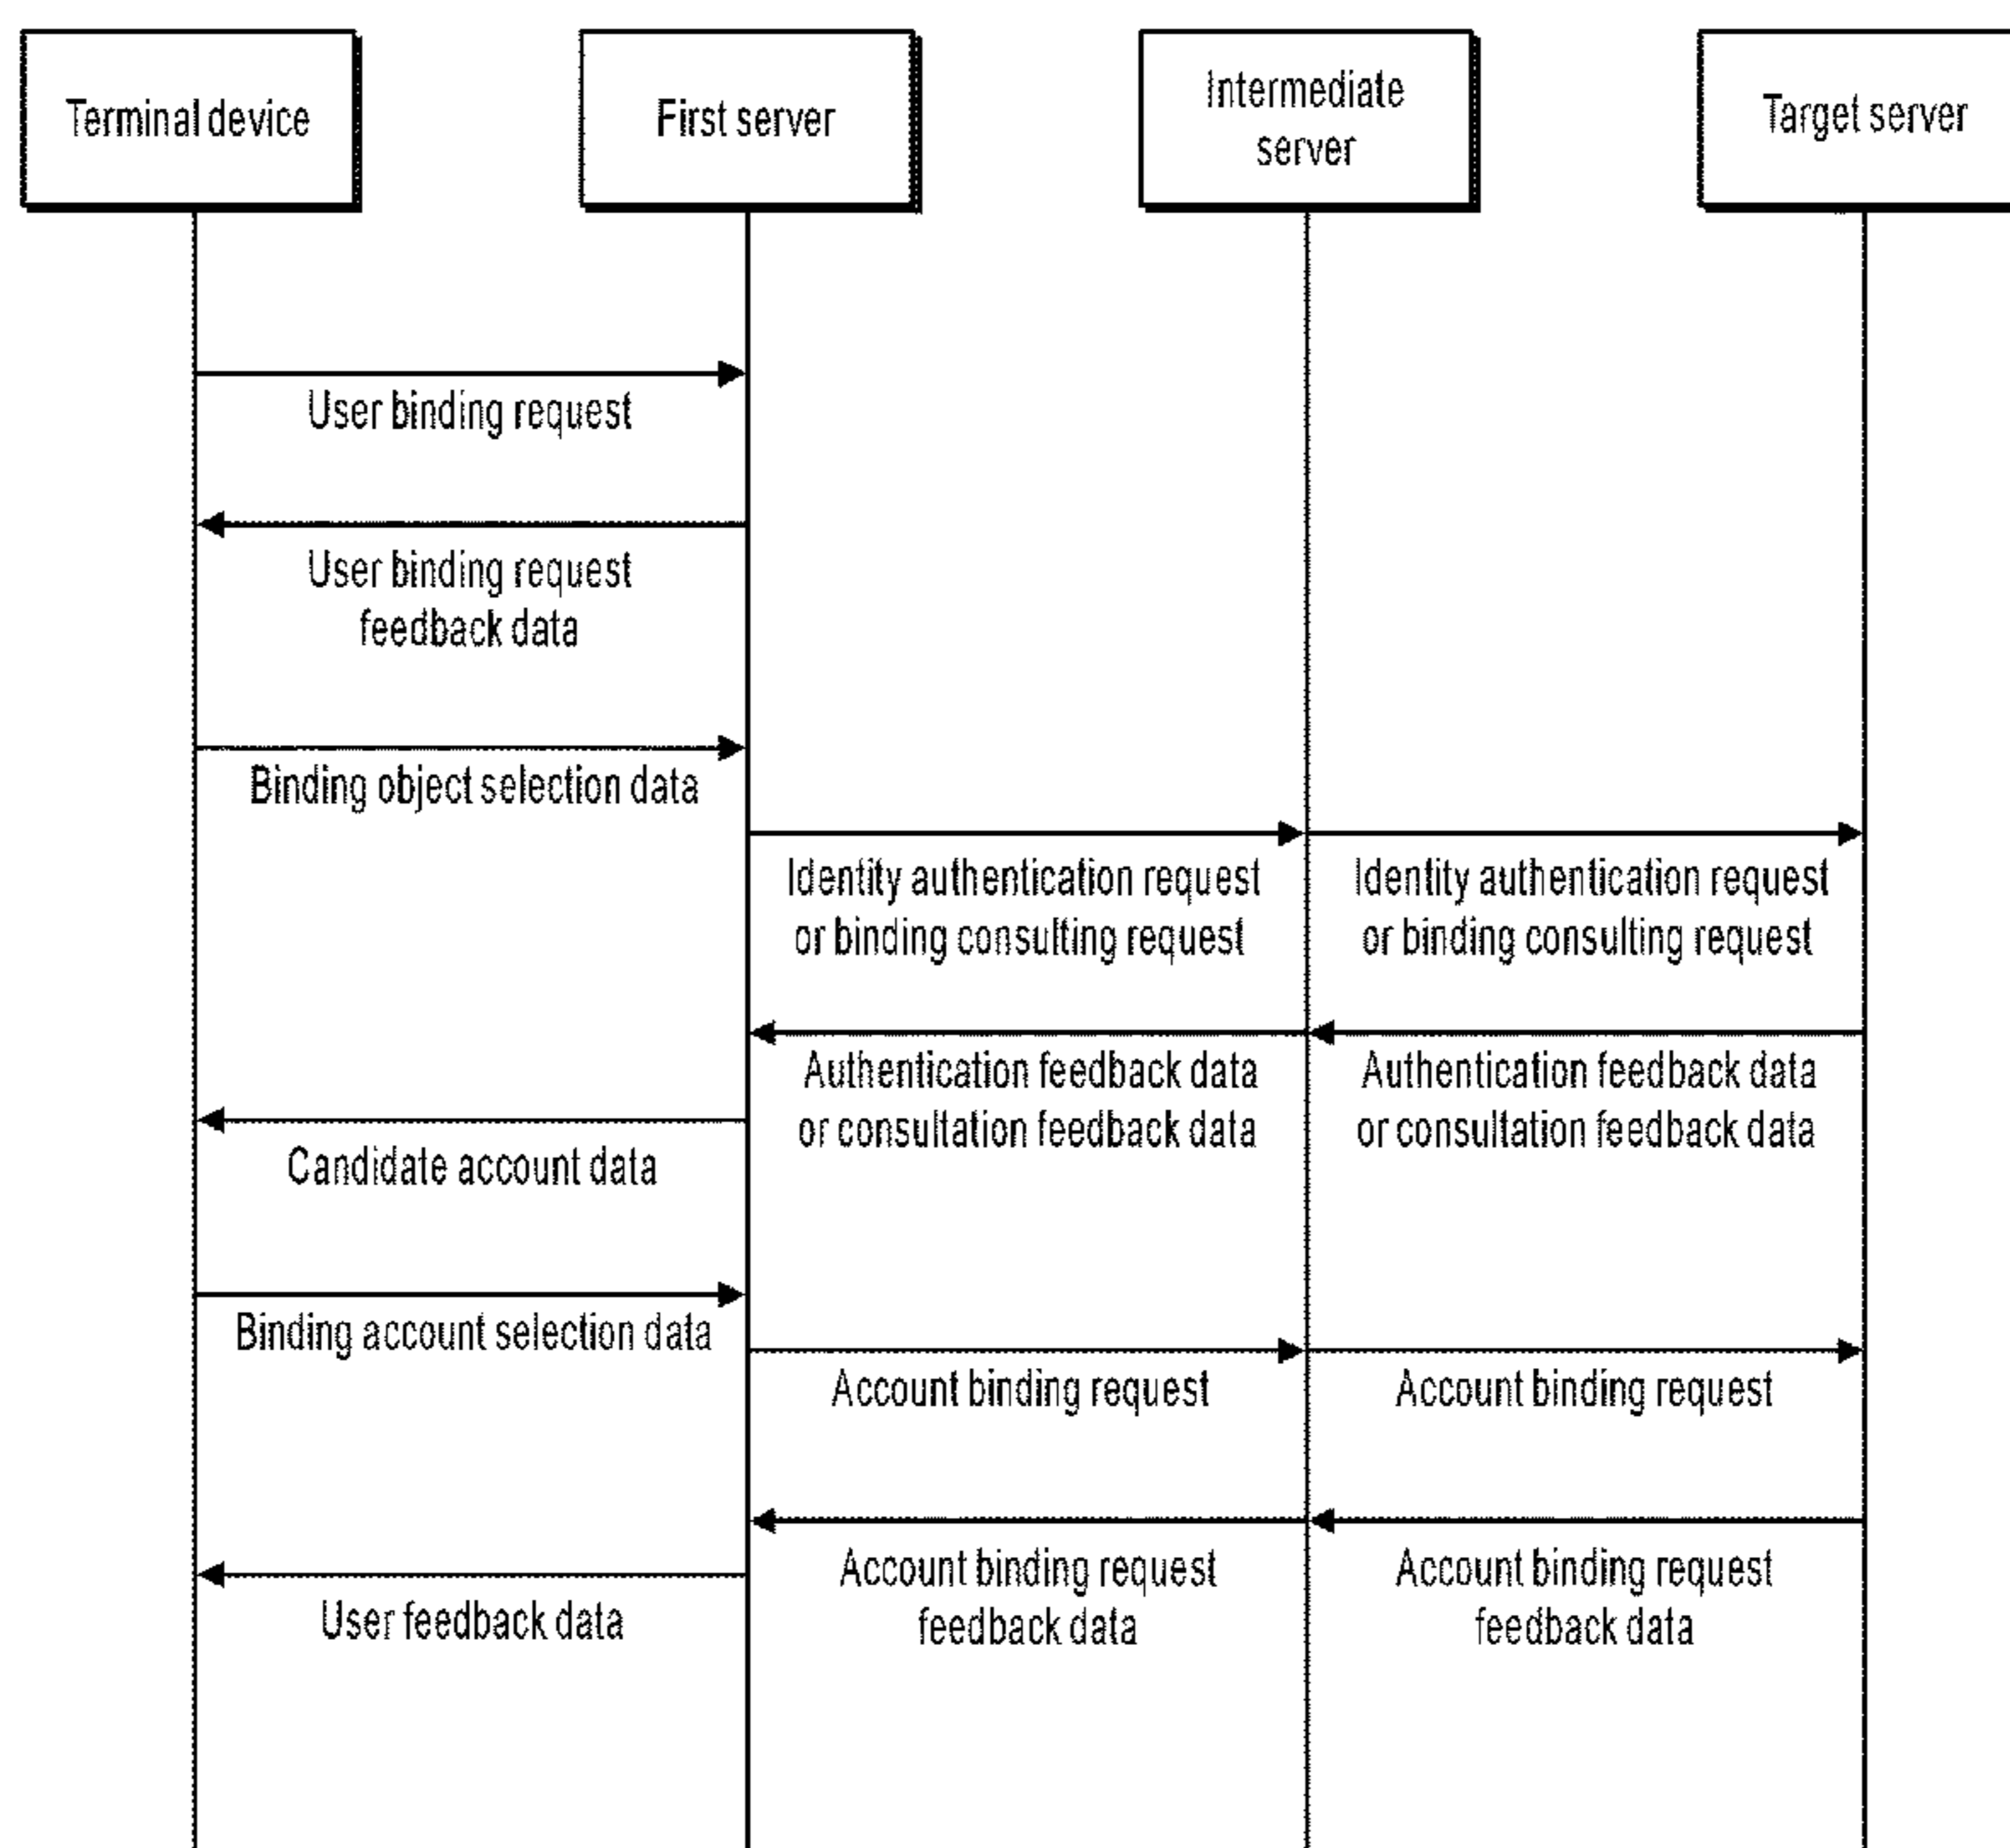 Terminal device
First server
Intermediate
server
Target server
User binding request
User binding request
feedback data
Binding object selection data
Identity authentication request
or binding consulting request
Identity authentication request
or binding consulting request
Authentication feedback data
or consultation feedback data
Authentication feedback data
or consultation feedback data
Candidate account data
Binding account selection data
Account binding request
Account binding request
Account binding request
feedback data
Account binding request
feedback data
User feedback data